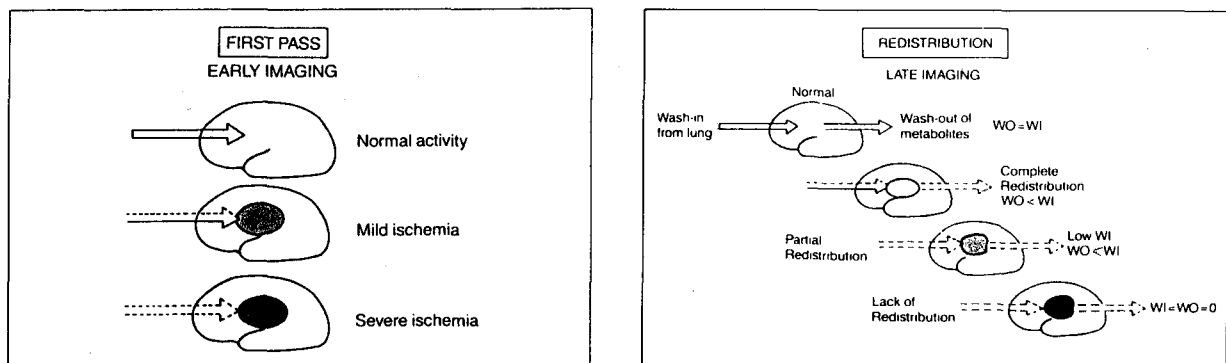 FIRST PASS
EARLY IMAGING
Normal activity
Mild ischemia
Severe ischemia
REDISTRIBUTION
LATE IMAGING
Normal
Wash-in
from lung
Wash-out of
metabolites
WO = WI
Complete
Redistribution
WO < WI
Partial
Redistribution
Low WI
WO < WI
Lack of
Redistribution
WI = WO = 0